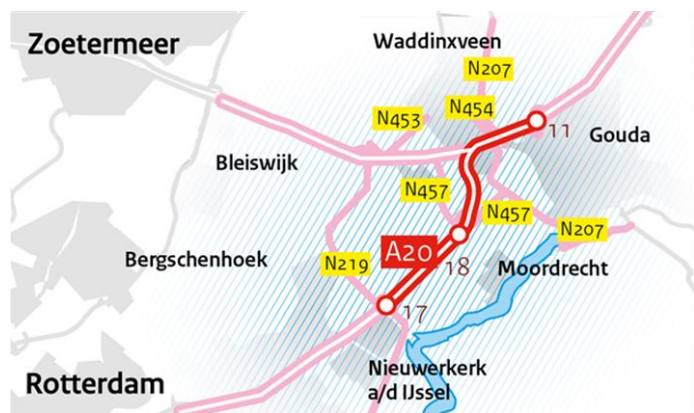 Zoetermeer
Waddinxveen
N207
N454
N453
11
Gouda
Bleiswijk
N457
N457
N207
A20
Bergschenhoek
N219
18
Moordrecht
17
Nieuwerkerk
a/d IJssel
Rotterdam